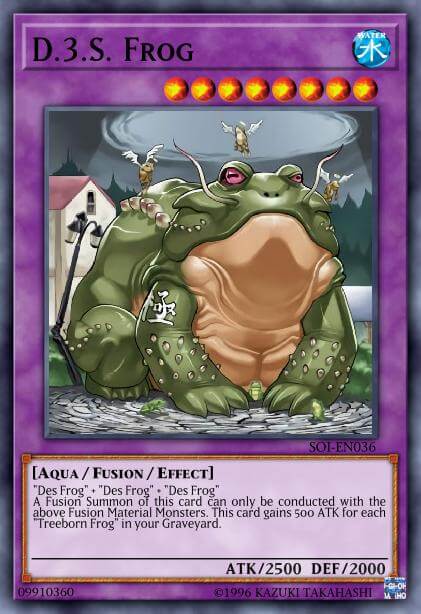 D.3.S. Frog
WATER
水
極
SOI-EN036
[Aqua / Fusion / Effect]
"Des Frog" + "Des Frog" + "Des Frog"
A Fusion Summon of this card can only be conducted with the
above Fusion Material Monsters. This card gains 500 ATK for each
"Treeborn Frog" in your Graveyard.
ATK/2500 DEF/2000
09910360
©1996 KAZUKI TAKAHASHI